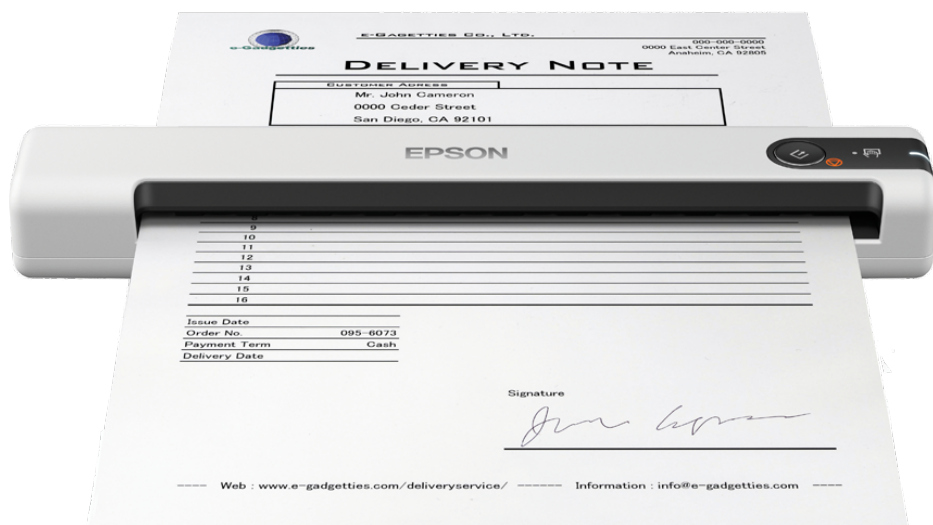 e-Gadgetties
e-Gagetties Co., Ltd.
000-000-0000
0000 East Center Street
Anaheim, CA 92805
Delivery Note
Customer Adress
Mr. John Cameron
0000 Ceder Street
San Diego, CA 92101
EPSON
8
9
10
11
12
13
14
15
16
Issue Date
Order No. 095-6073
Payment Term Cash
Delivery Date
Signature
---- Web : www.e-gadgetties.com/deliveryservice/ ------ Information : info@e-gadgetties.com ----